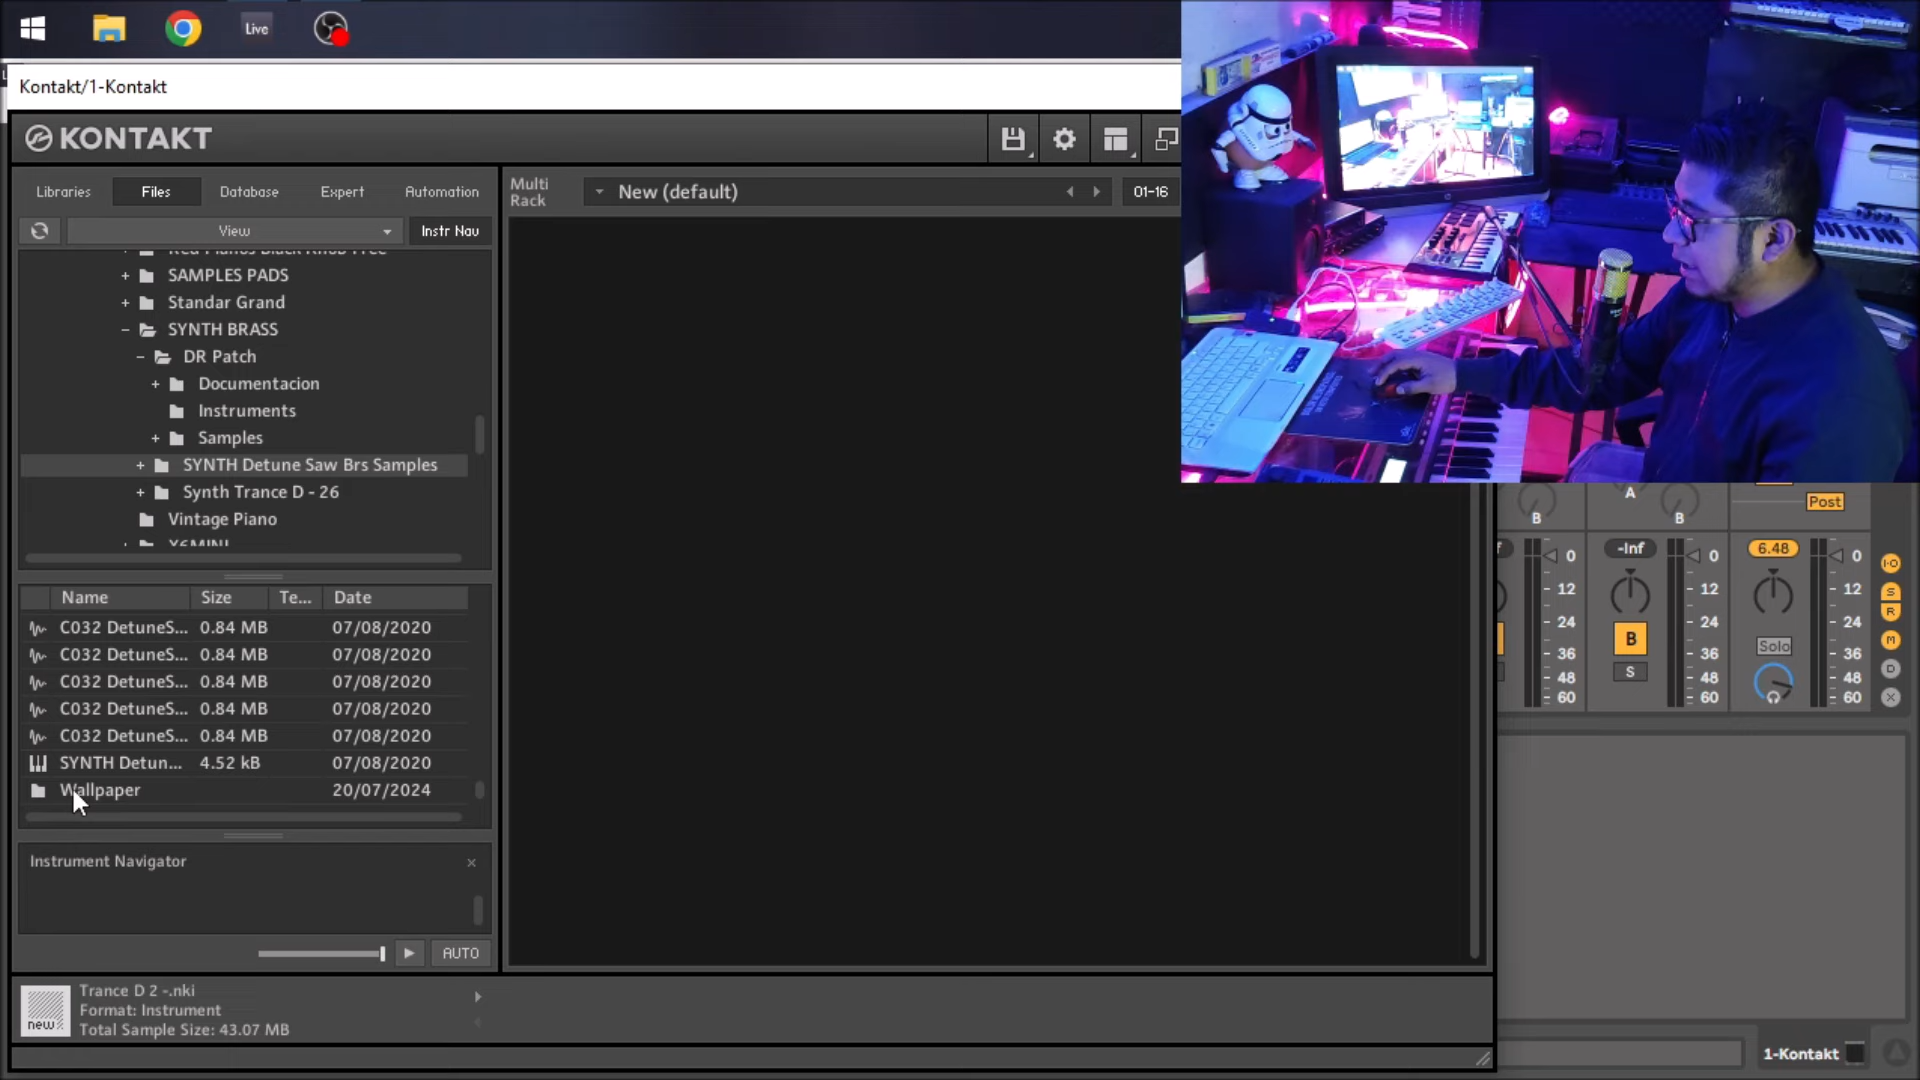 Live
Kontakt/1-Kontakt
KONTAKT
Libraries Files Database Expert Automation
Multi Rack
New (default)
01-16
View
Instr Nav
SAMPLES PADS
Standar Grand
SYNTH BRASS
DR Patch
Documentacion
Instruments
Samples
SYNTH Detune Saw Brs Samples
Synth Trance D - 26
Vintage Piano
X6MINI
Name Size Te... Date
C032 DetuneS... 0.84 MB 07/08/2020
C032 DetuneS... 0.84 MB 07/08/2020
C032 DetuneS... 0.84 MB 07/08/2020
C032 DetuneS... 0.84 MB 07/08/2020
C032 DetuneS... 0.84 MB 07/08/2020
SYNTH Detun... 4.52 kB 07/08/2020
Wallpaper 20/07/2024
Instrument Navigator
AUTO
new
Trance D 2 -.nki
Format: Instrument
Total Sample Size: 43.07 MB
A
Post
B B
-Inf 6.48
0 0 0
12 12 12
24 24 24
36 36 36
48 48 48
60 60 60
B
S
Solo
I·O
S
R
M
D
X
1-Kontakt